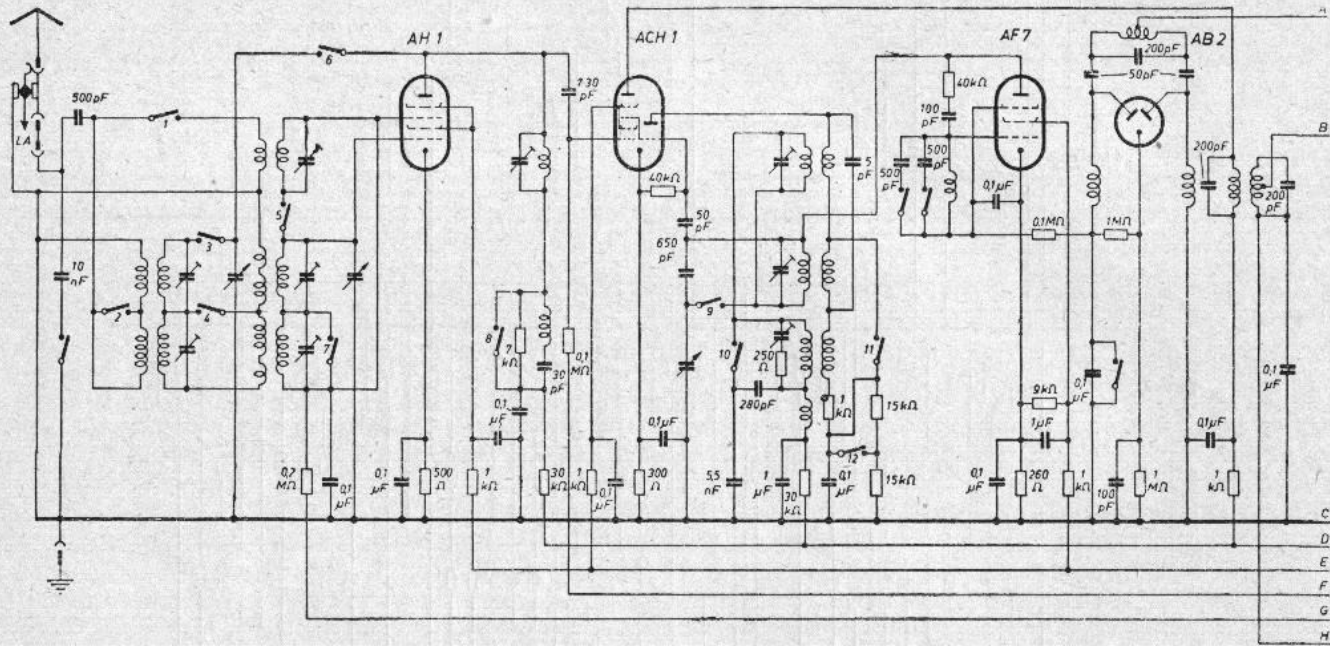 AH 1
ACH 1
AF 7
AB 2
A
B
C
D
E
F
G
H
LA
500pF
1
10 nF
2
3
4
5
6
7
0,2 MΩ
0,1 µF
0,1 µF
500 Ω
1 kΩ
8
7 kΩ
0,1 µF
30 pF
0,1 MΩ
30 kΩ
1 kΩ
0,1 µF
40kΩ
50 pF
650 pF
0,1µF
300 Ω
9
10
250 Ω
280pF
5,5 nF
1 µF
30 kΩ
5 pF
11
1 kΩ
15kΩ
12
0,1 µF
15kΩ
40kΩ
100 pF
500 pF
500 pF
0,1µF
0,1MΩ
1MΩ
9kΩ
1µF
0,1 µF
260 Ω
1 kΩ
200pF
50pF
0,1 µF
100 pF
1 MΩ
200pF
200 pF
0,1µF
1 kΩ
0,1 µF